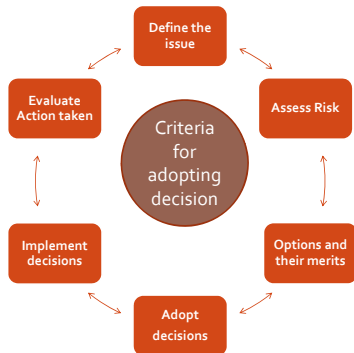 Define the
issue
Assess Risk
Options and
their merits
Adopt
decisions
Implement
decisions
Evaluate
Action taken
Criteria
for
adopting
decision